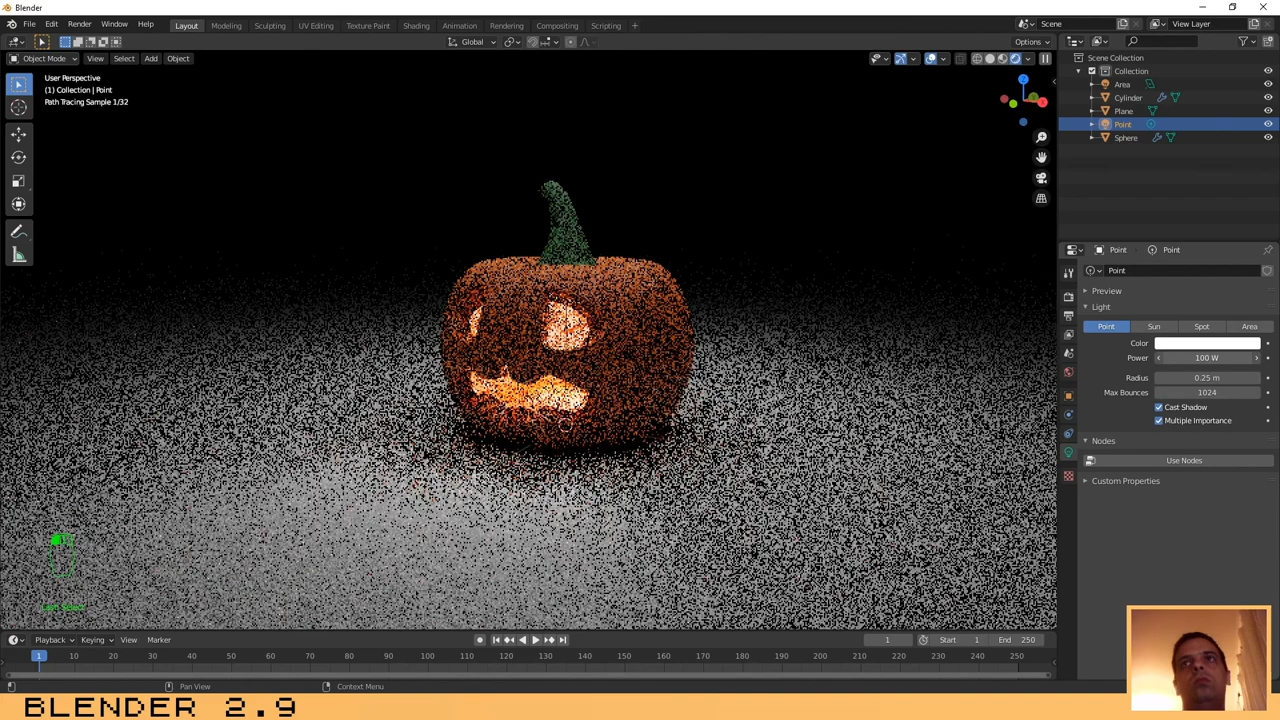 Blender
File Edit Render Window Help
Layout Modeling Sculpting UV Editing Texture Paint Shading Animation Rendering Compositing Scripting +
Scene
View Layer
Global
Options
Object Mode View Select Add Object
User Perspective
(1) Collection | Point
Path Tracing Sample 1/32
Scene Collection
Collection
Area
Cylinder
Plane
Point
Sphere
Point Point
Point
Preview
Light
Point Sun Spot Area
Color
Power 100 W
Radius 0.25 m
Max Bounces 1024
Cast Shadow
Multiple Importance
Nodes
Use Nodes
Custom Properties
Playback Keying View Marker
1 Start 1 End 250
1 10 20 30 40 50 60 70 80 90 100 110 120 130 140 150 160 170 180 190 200 210 220 230 240 250
Pan View
Context Menu
BLENDER 2.9